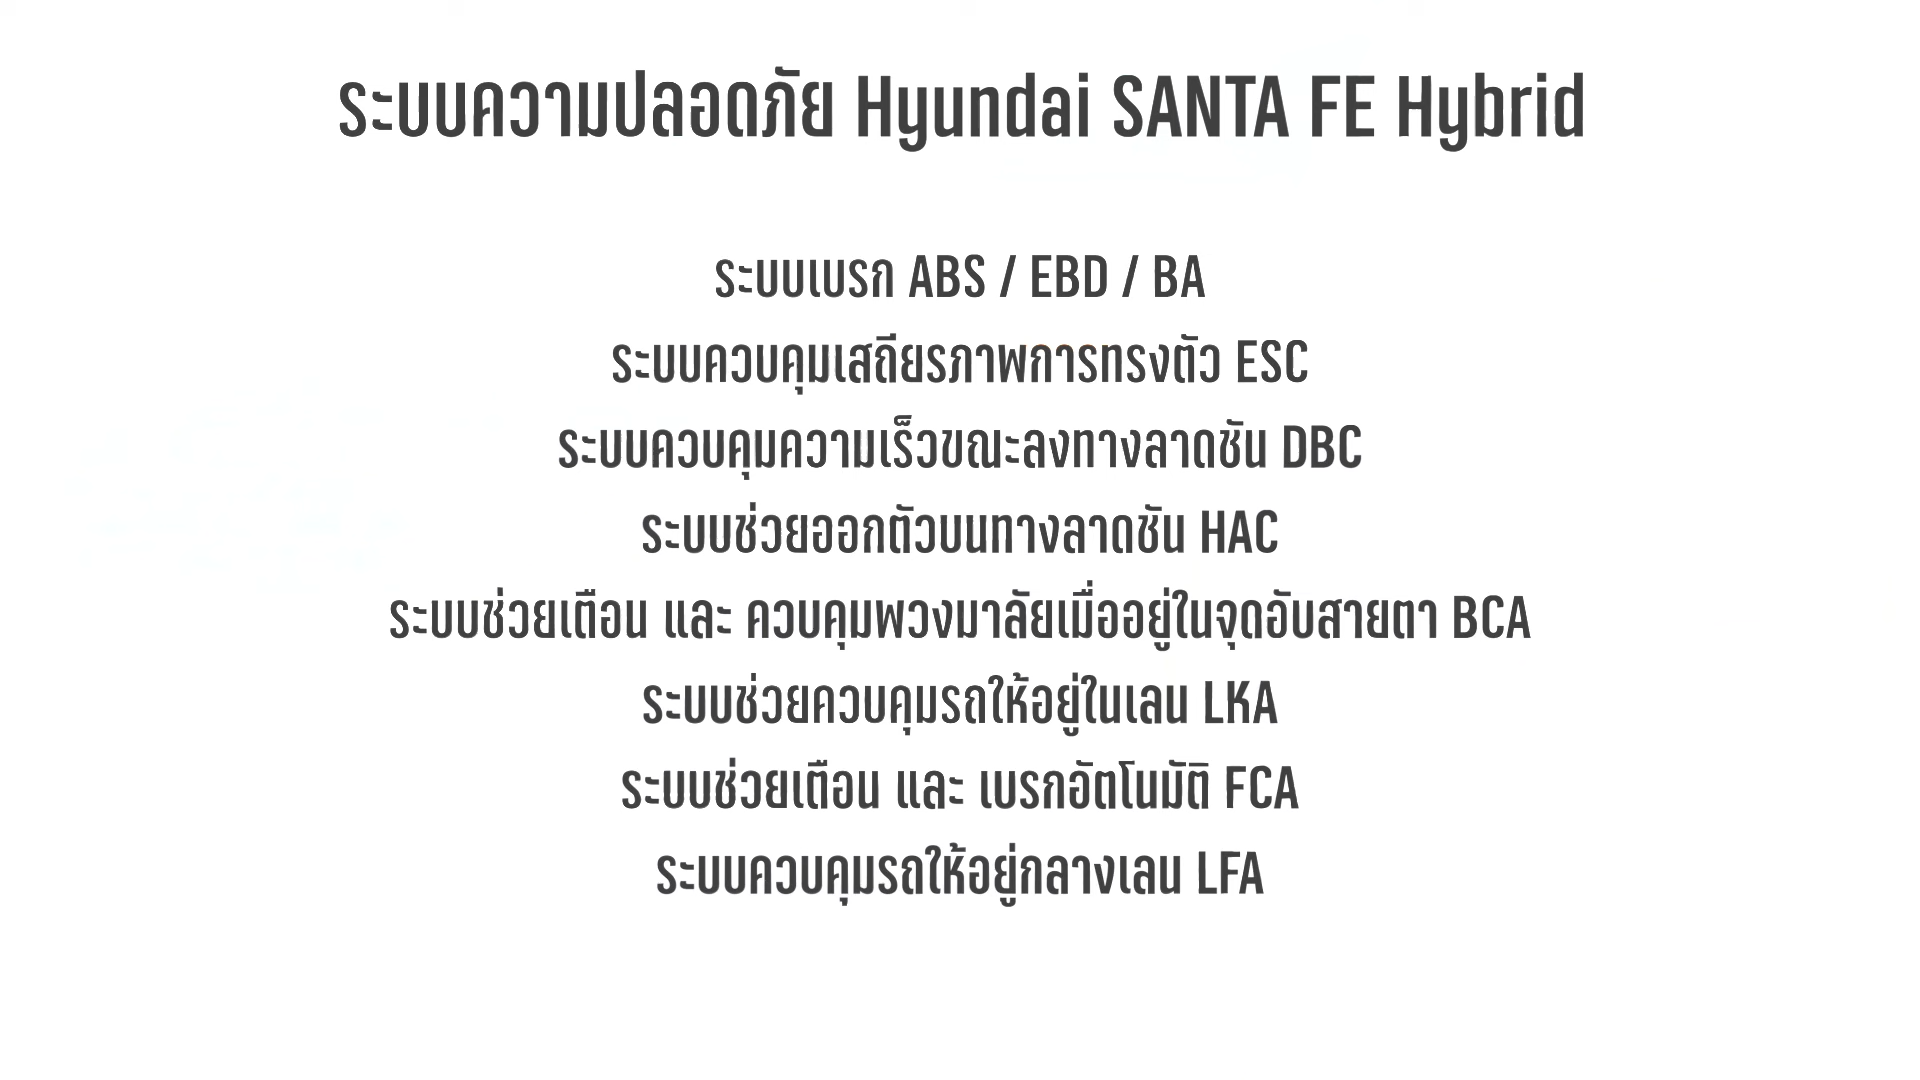 ระบบความปลอดภัย Hyundai SANTA FE Hybrid
ระบบเบรก ABS / EBD / BA
ระบบควบคุมเสถียรภาพการทรงตัว ESC
ระบบควบคุมความเร็วขณะลงทางลาดชัน DBC
ระบบช่วยออกตัวบนทางลาดชัน HAC
ระบบช่วยเตือน และ ควบคุมพวงมาลัยเมื่ออยู่ในจุดอับสายตา BCA
ระบบช่วยควบคุมรถให้อยู่ในเลน LKA
ระบบช่วยเตือน และ เบรกอัตโนมัติ FCA
ระบบควบคุมรถให้อยู่กลางเลน LFA